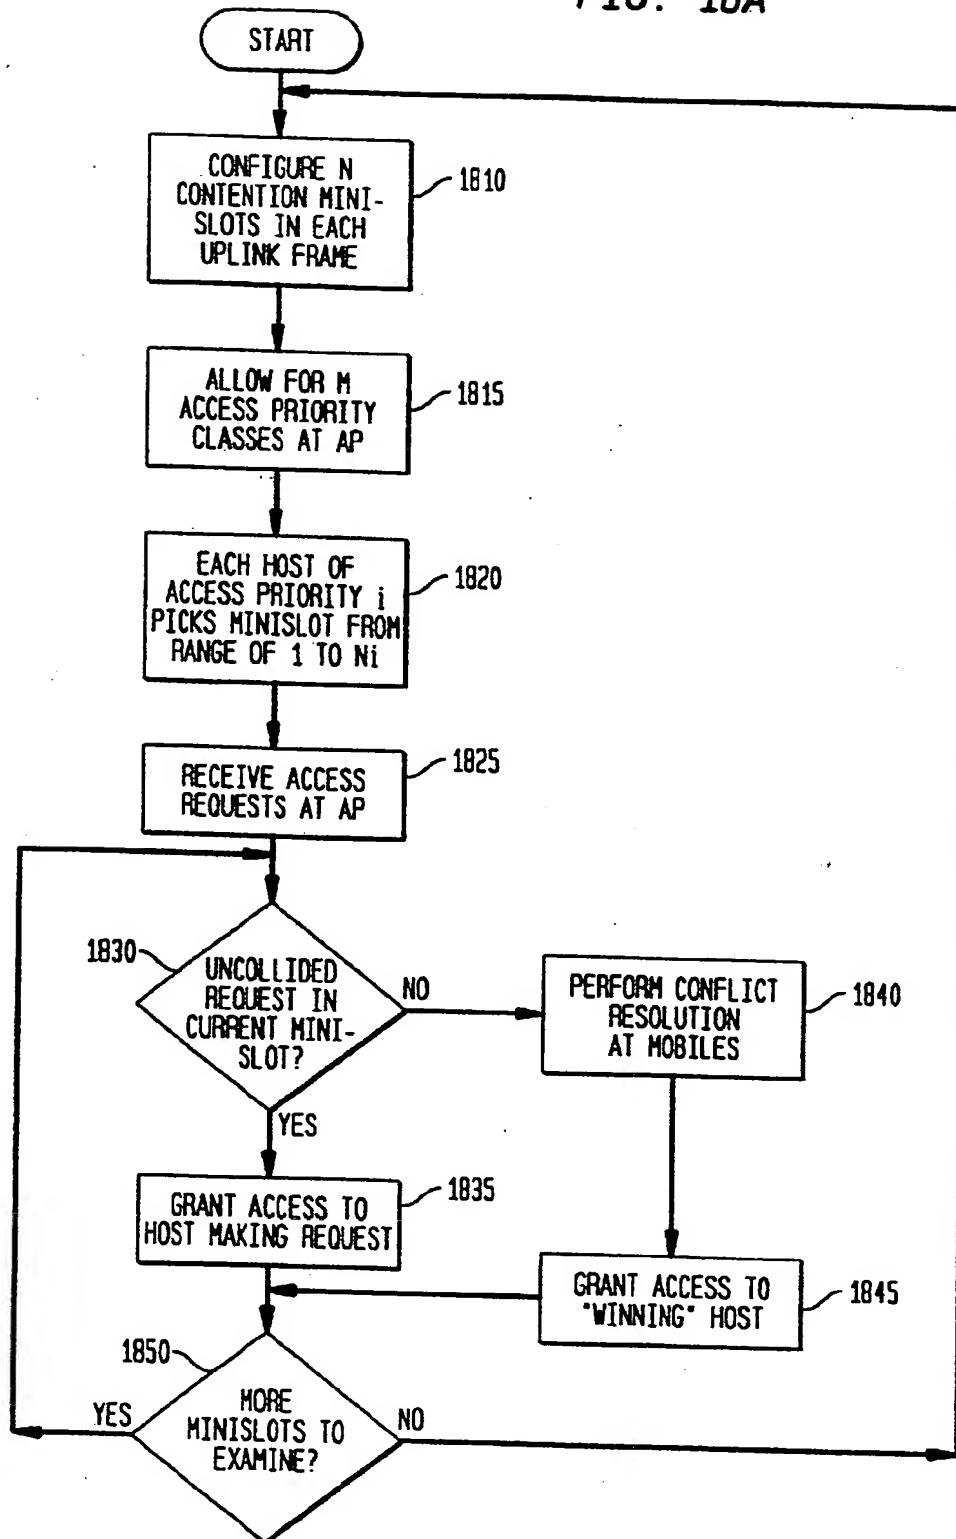 FIG. 18A
START
CONFIGURE N
CONTENTION MINI-
SLOTS IN EACH
UPLINK FRAME
1810
ALLOW FOR M
ACCESS PRIORITY
CLASSES AT AP
1815
EACH HOST OF
ACCESS PRIORITY i
PICKS MINISLOT FROM
RANGE OF 1 TO Ni
1820
RECEIVE ACCESS
REQUESTS AT AP
1825
1830
UNCOLLIDED
REQUEST IN
CURRENT MINI-
SLOT?
NO
YES
PERFORM CONFLICT
RESOLUTION
AT MOBILES
1840
GRANT ACCESS TO
HOST MAKING REQUEST
1835
GRANT ACCESS TO
"WINNING" HOST
1845
1850
MORE
MINISLOTS TO
EXAMINE?
YES
NO